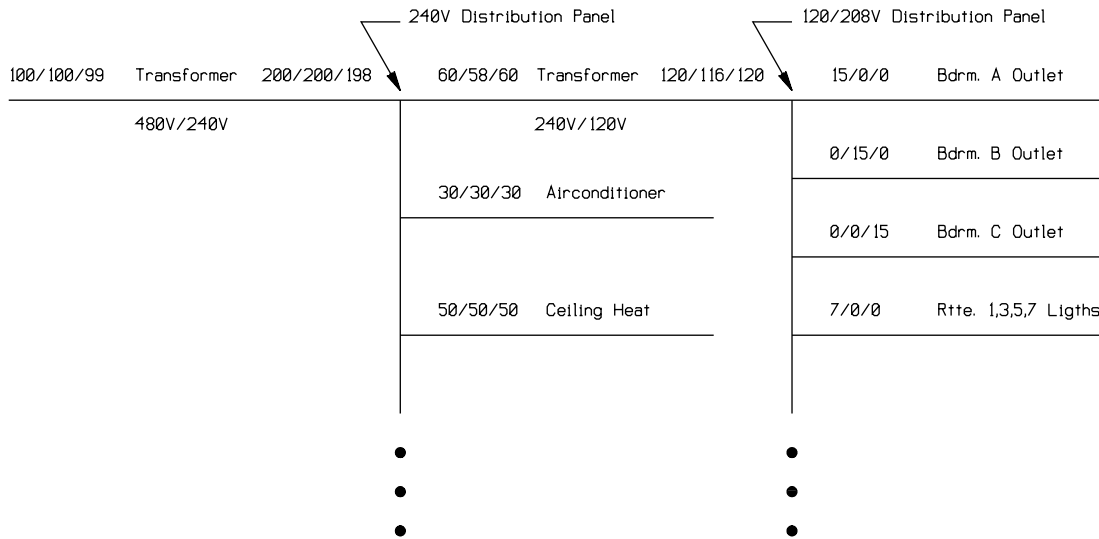 240V Distribution Panel
120/208V Distribution Panel
100/100/99 Transformer 200/200/198 60/58/60 Transformer 120/116/120 15/0/0 Bdrm. A Outlet
480V/240V 240V/120V
0/15/0 Bdrm. B Outlet
30/30/30 Airconditioner
0/0/15 Bdrm. C Outlet
50/50/50 Ceiling Heat 7/0/0 Rtte. 1,3,5,7 Ligths